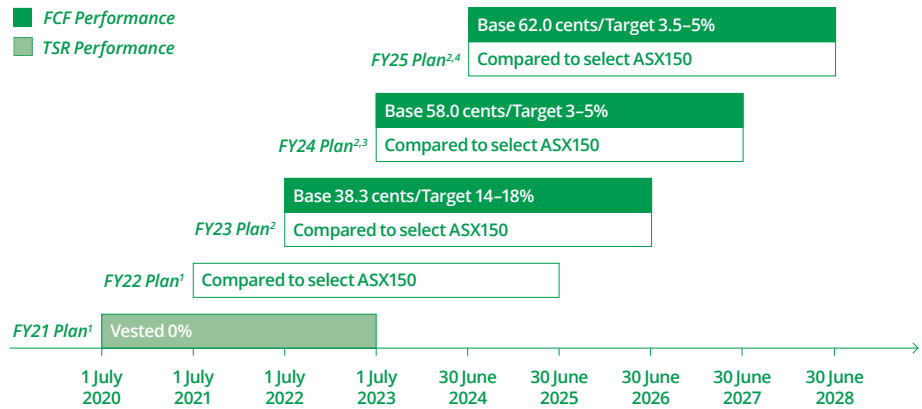 FCF Performance
TSR Performance
FY25 Plan2,4
Base 62.0 cents/Target 3.5–5%
Compared to select ASX150
FY24 Plan2,3
Base 58.0 cents/Target 3–5%
Compared to select ASX150
FY23 Plan2
Base 38.3 cents/Target 14–18%
Compared to select ASX150
FY22 Plan1
Compared to select ASX150
FY21 Plan1
Vested 0%
1 July 2020
1 July 2021
1 July 2022
1 July 2023
30 June 2024
30 June 2025
30 June 2026
30 June 2027
30 June 2028